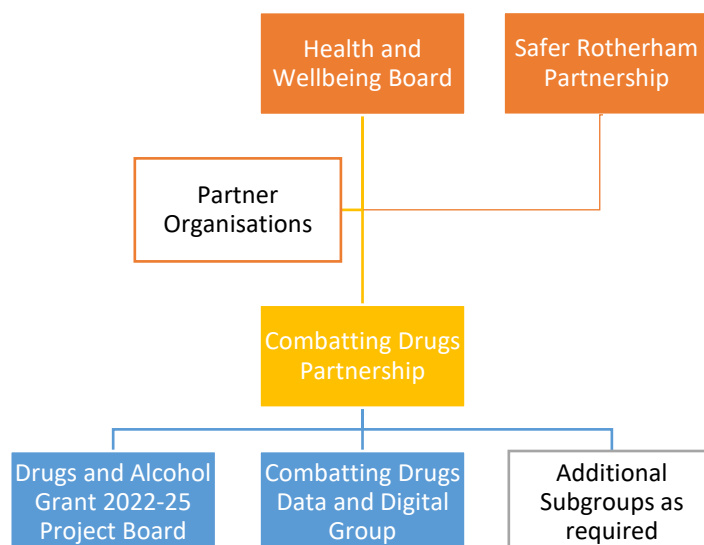 Health and
Wellbeing Board
Safer Rotherham
Partnership
Partner
Organisations
Combatting Drugs
Partnership
Drugs and Alcohol
Grant 2022-25
Project Board
Combatting Drugs
Data and Digital
Group
Additional
Subgroups as
required